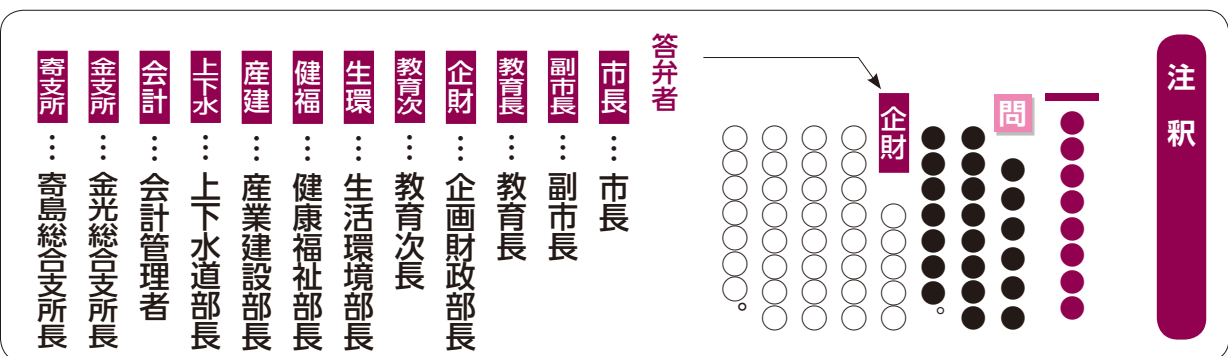 注釈
問
企財
答弁者
市長…市長
副市長…副市長
教育長…教育長
企財…企画財政部長
教育次…教育次長
生環…生活環境部長
健福…健康福祉部長
産建…産業建設部長
上下水…上下水道部長
会計…会計管理者
金支所…金光総合支所長
寄支所…寄島総合支所長